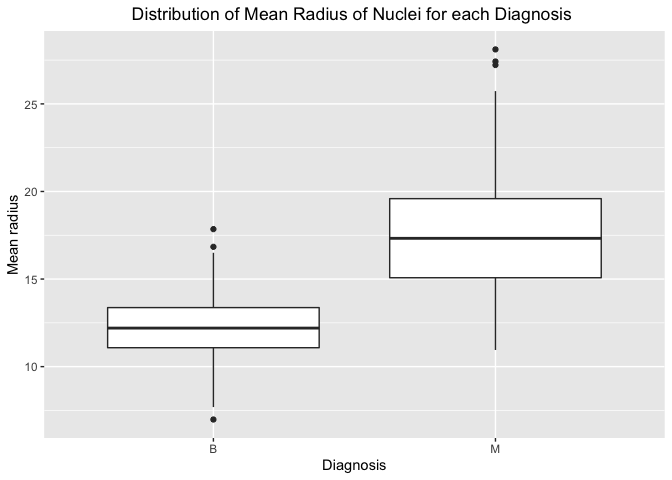 Distribution of Mean Radius of Nuclei for each Diagnosis
25
20
15
10
Mean radius
B
M
Diagnosis